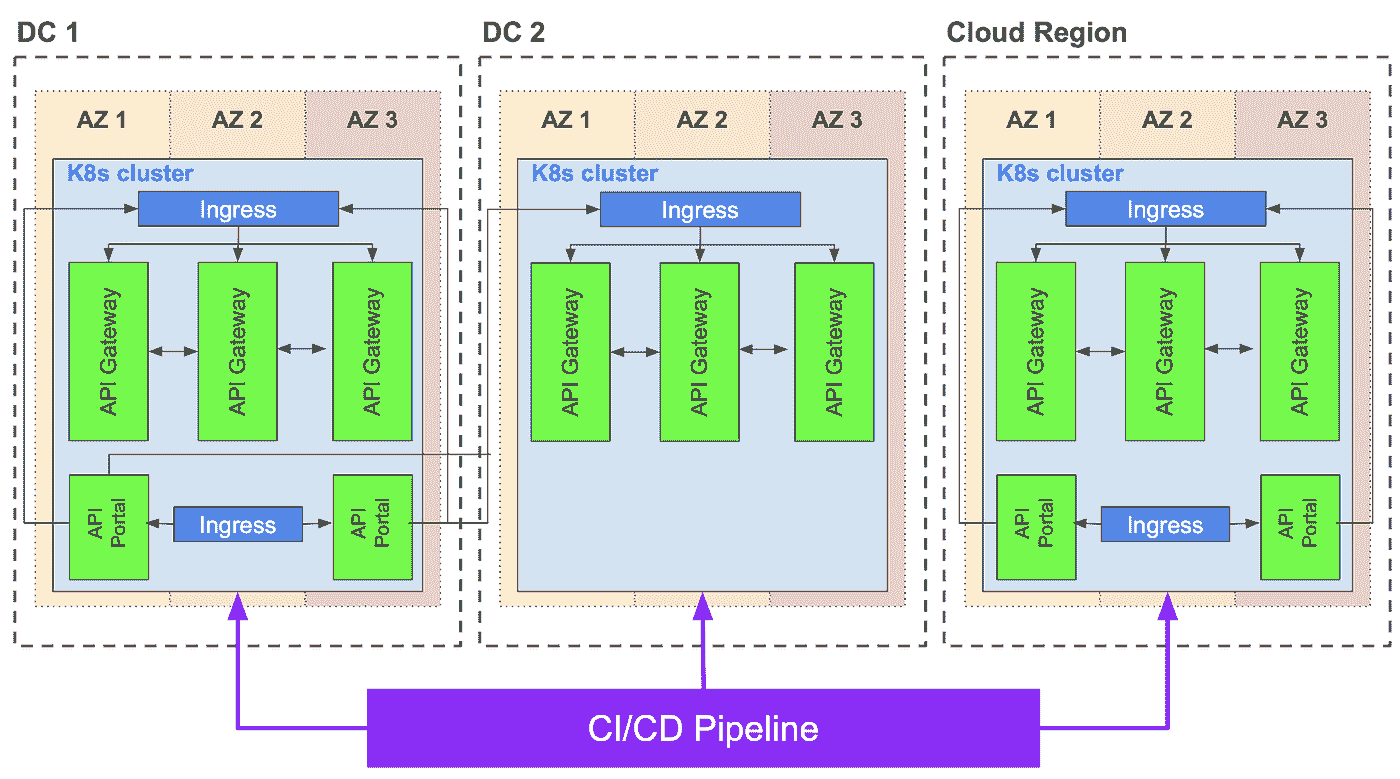 DC 1
DC 2
Cloud Region
AZ 1
AZ 2
AZ 3
K8s cluster
Ingress
API Gateway
API Gateway
API Gateway
API
Portal
Ingress
API
Portal
AZ 1
AZ 2
AZ 3
K8s cluster
Ingress
API Gateway
API Gateway
API Gateway
AZ 1
AZ 2
AZ 3
K8s cluster
Ingress
API Gateway
API Gateway
API Gateway
API
Portal
Ingress
API
Portal
CI/CD Pipeline